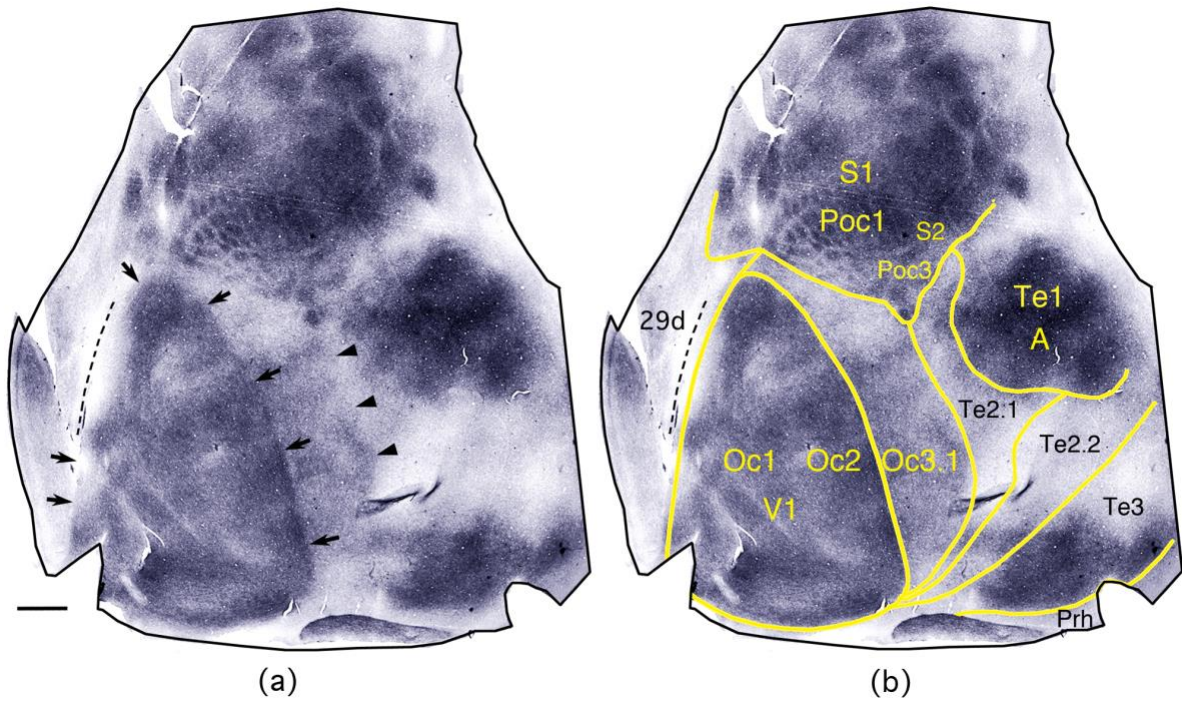 S1
Poc1
S2
Poc3
Te1
A
29d
Te2.1
Te2.2
Oc1 Oc2 Oc3.1
V1
Te3
Prh
(a) (b)